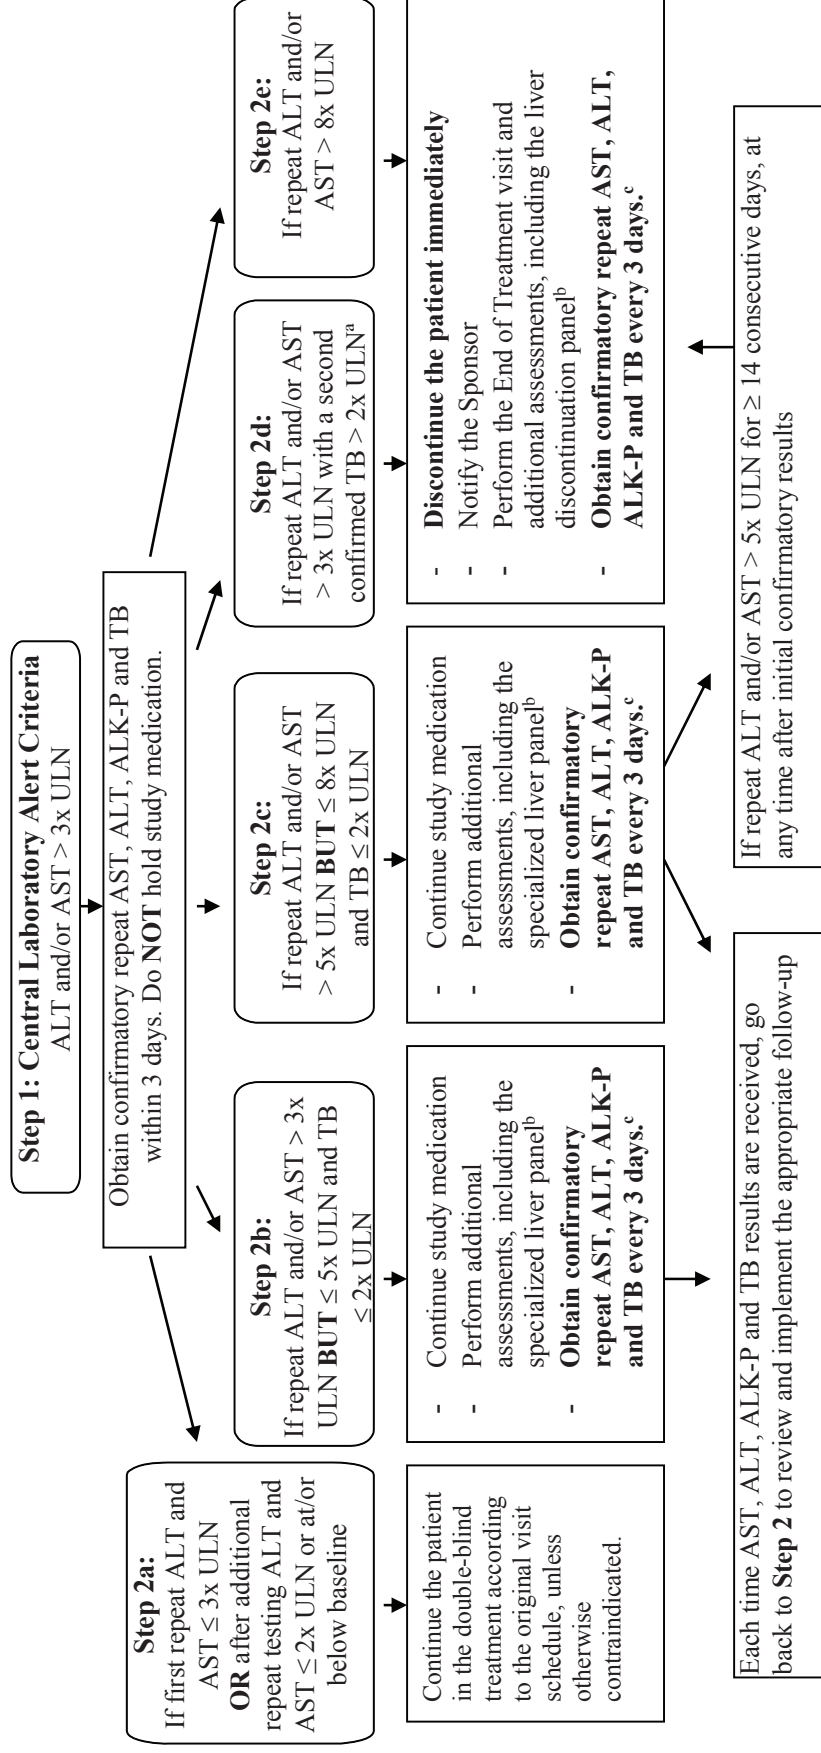 Step 1: Central Laboratory Alert Criteria
ALT and/or AST > 3x ULN
Obtain confirmatory repeat AST, ALT, ALK-P and TB
within 3 days. Do NOT hold study medication.
Step 2a:
If first repeat ALT and
AST ≤ 3x ULN
OR after additional
repeat testing ALT and
AST ≤ 2x ULN or at/or
below baseline
Step 2b:
If repeat ALT and/or AST > 3x
ULN BUT ≤ 5x ULN and TB
≤ 2x ULN
Step 2c:
If repeat ALT and/or AST
> 5x ULN BUT ≤ 8x ULN
and TB ≤ 2x ULN
Step 2d:
If repeat ALT and/or AST
> 3x ULN with a second
confirmed TB > 2x ULNᵃ
Step 2e:
If repeat ALT and/or
AST > 8x ULN
Continue the patient
in the double-blind
treatment according
to the original visit
schedule, unless
otherwise
contraindicated.
- Continue study medication
- Perform additional
assessments, including the
specialized liver panelᵇ
- Obtain confirmatory
repeat AST, ALT, ALK-P
and TB every 3 days.ᶜ
- Continue study medication
- Perform additional
assessments, including the
specialized liver panelᵇ
- Obtain confirmatory
repeat AST, ALT, ALK-P
and TB every 3 days.ᶜ
- Discontinue the patient immediately
- Notify the Sponsor
- Perform the End of Treatment visit and
additional assessments, including the liver
discontinuation panelᵇ
- Obtain confirmatory repeat AST, ALT,
ALK-P and TB every 3 days.ᶜ
Each time AST, ALT, ALK-P and TB results are received, go
back to Step 2 to review and implement the appropriate follow-up
If repeat ALT and/or AST > 5x ULN for ≥ 14 consecutive days, at
any time after initial confirmatory results